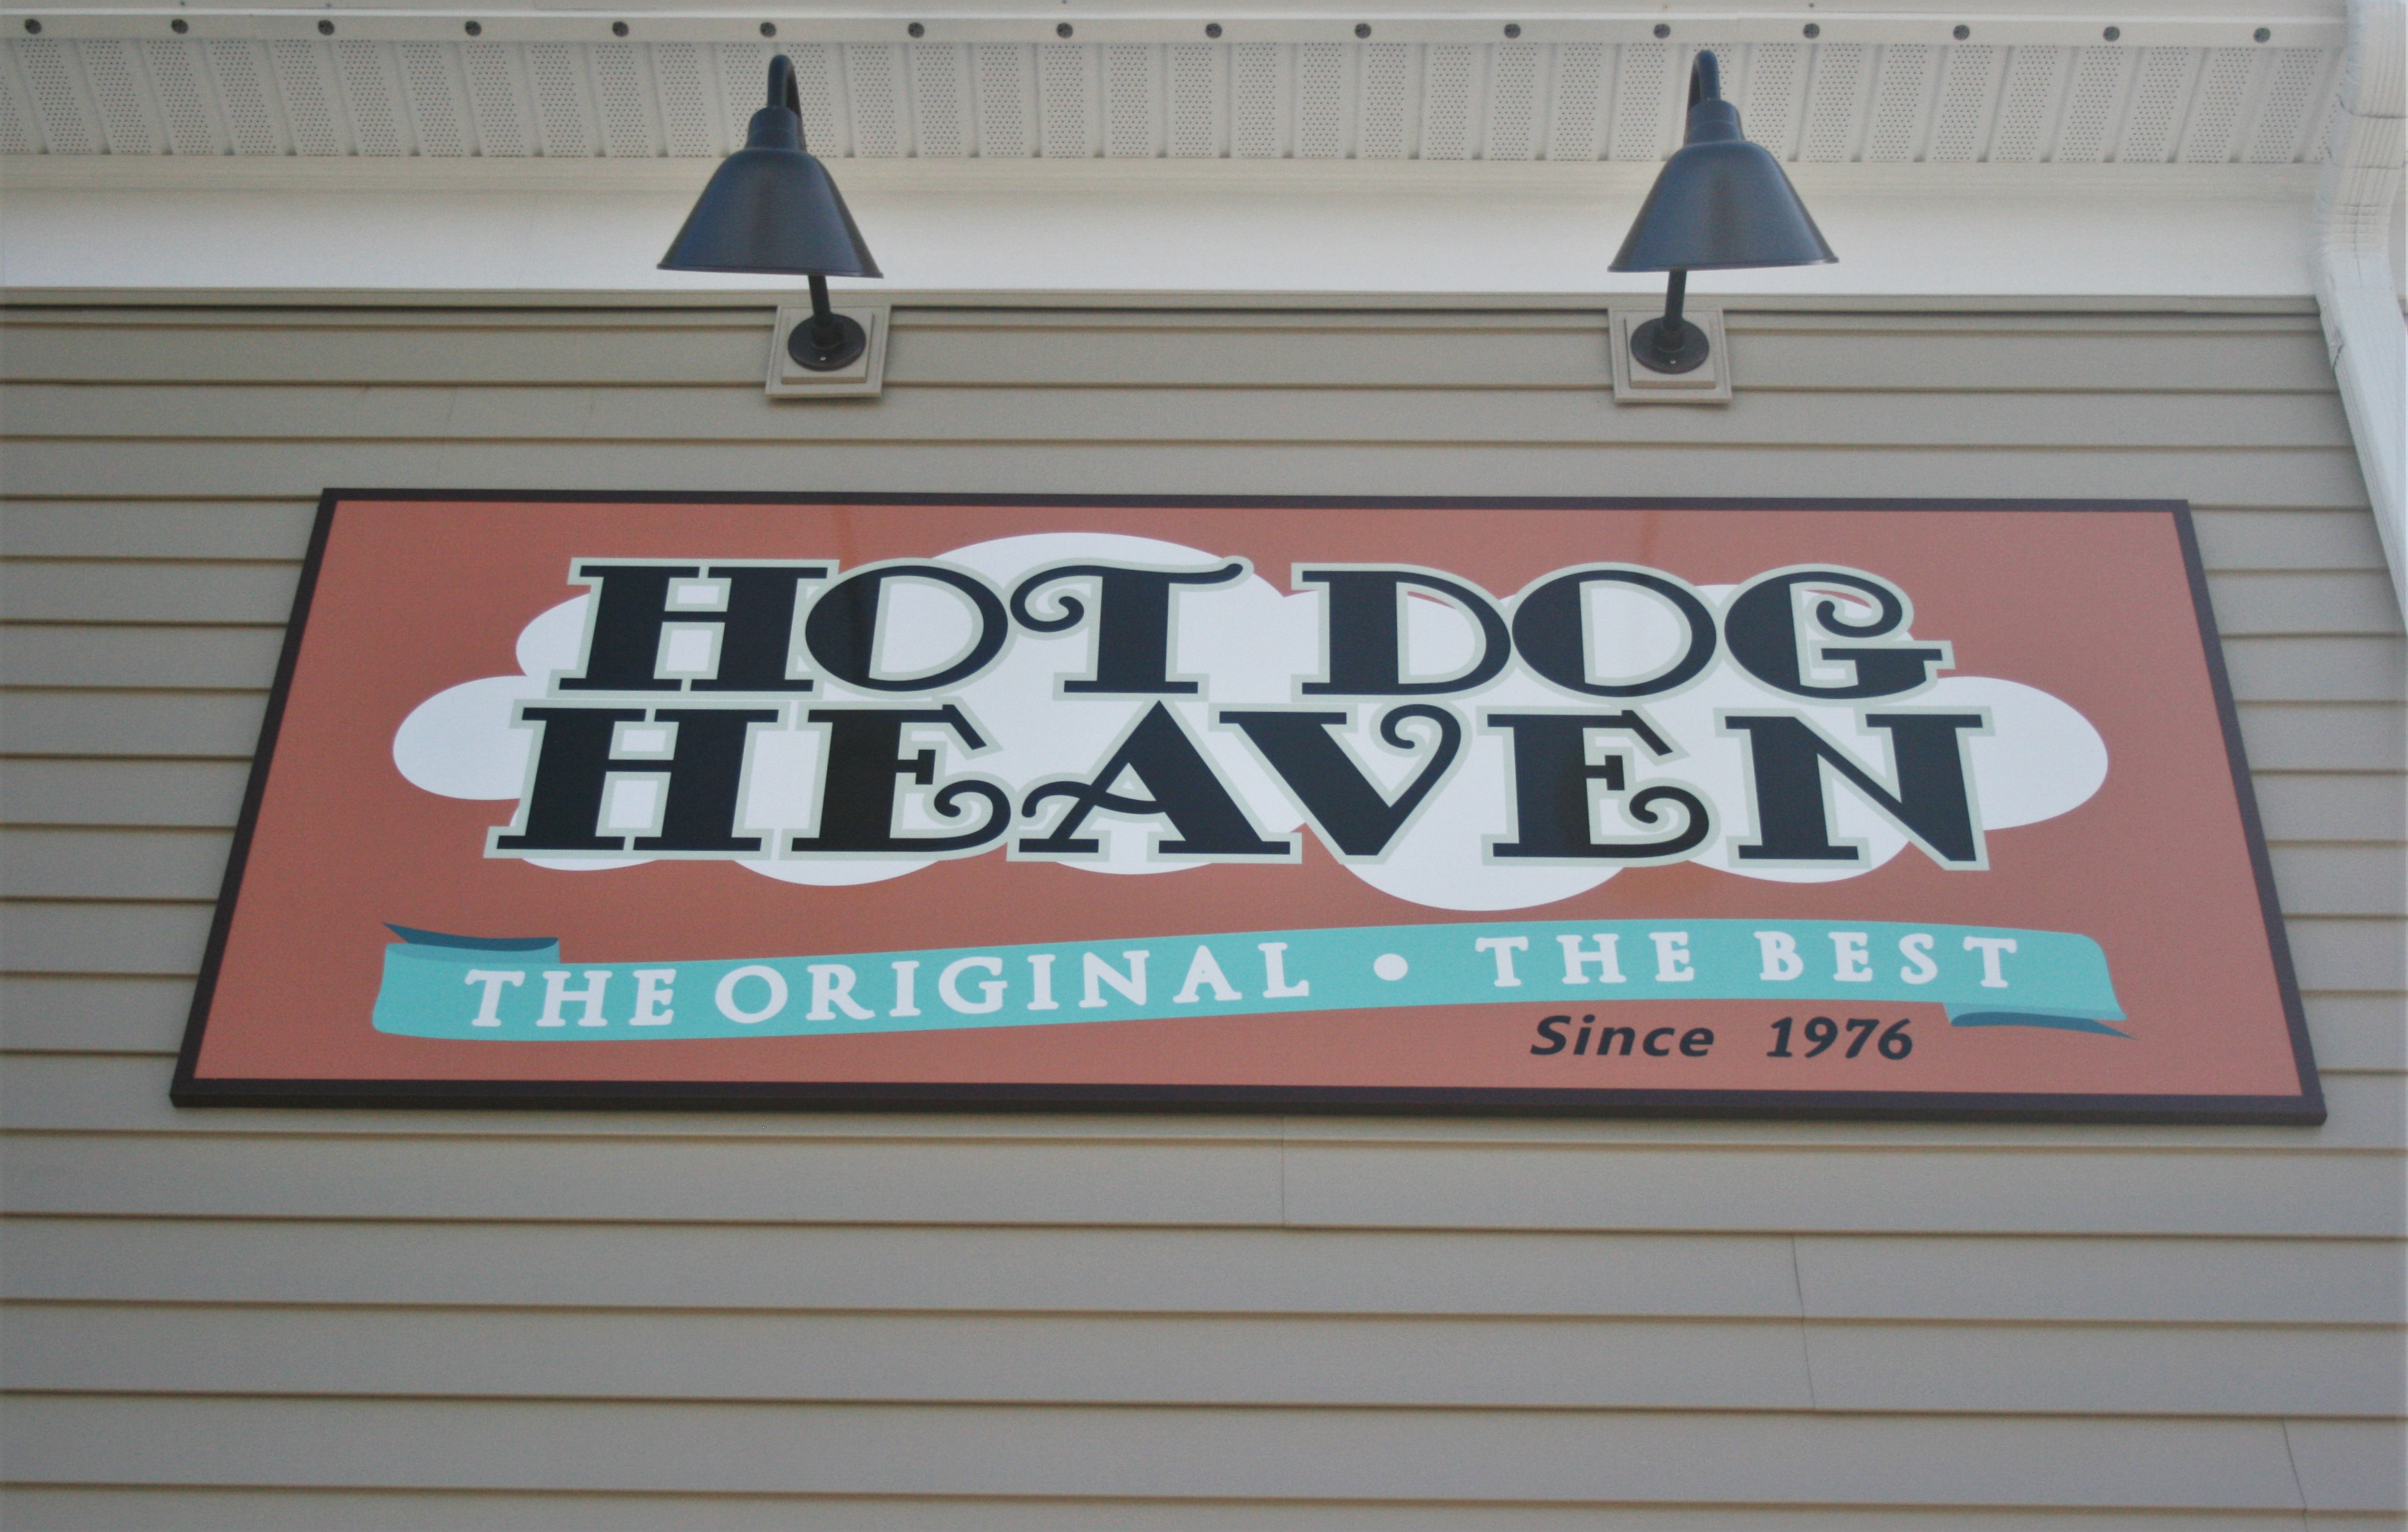 HOT DOG
HEAVEN
THE ORIGINAL • THE BEST
Since 1976